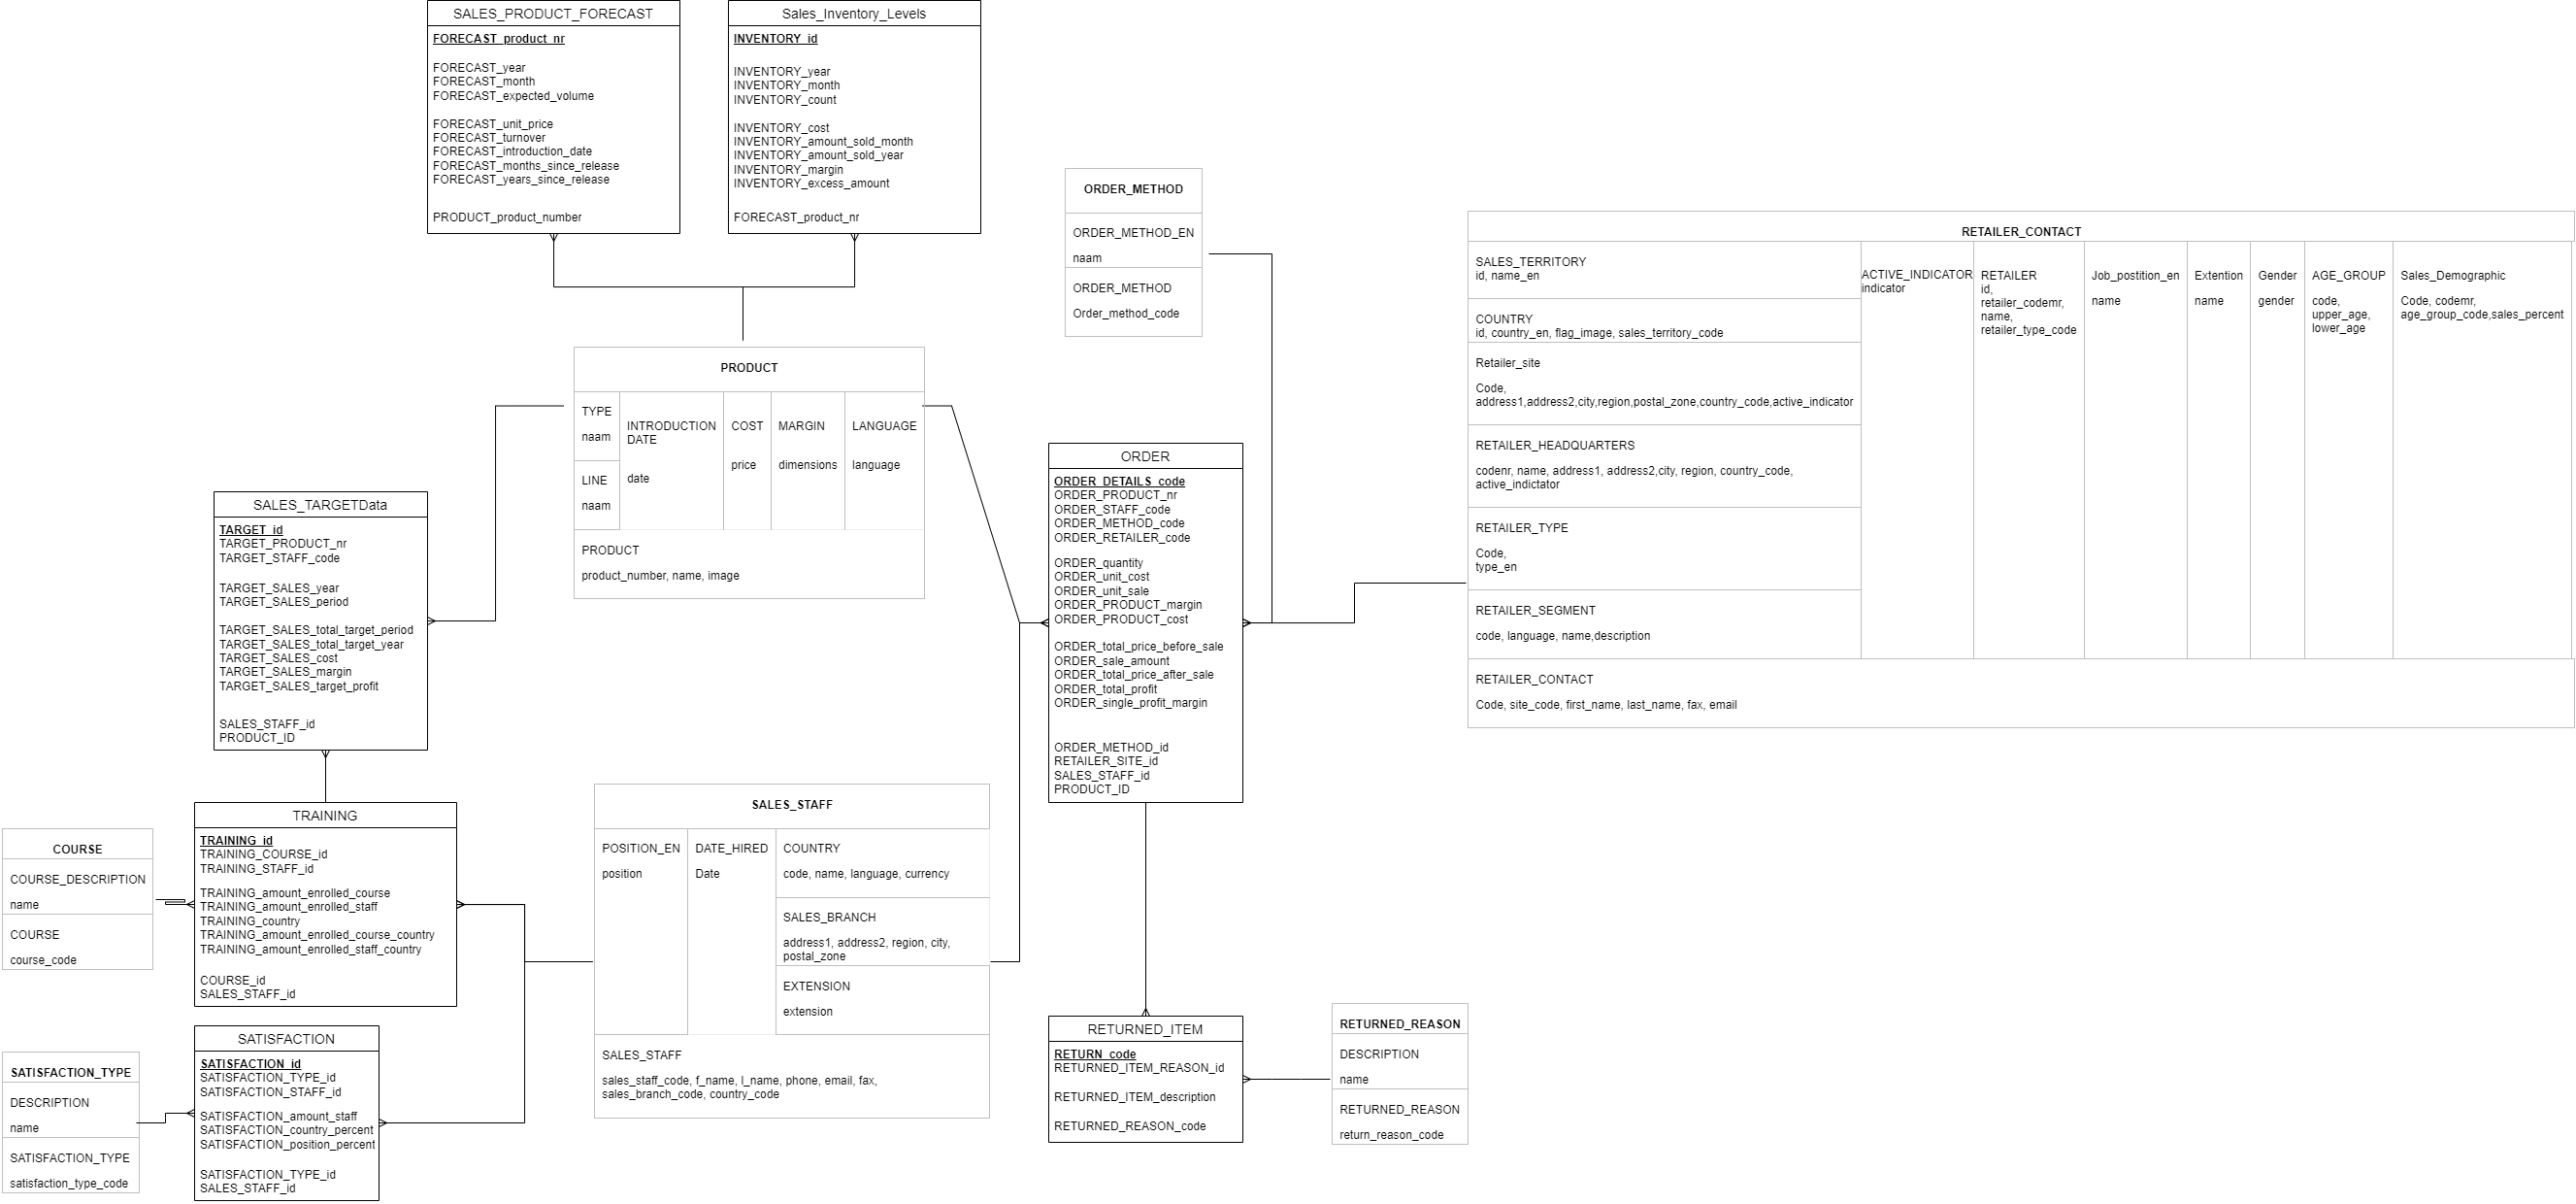 SALES_PRODUCT_FORECAST
FORECAST_product_nr
FORECAST_year
FORECAST_month
FORECAST_expected_volume
FORECAST_unit_price
FORECAST_turnover
FORECAST_introduction_date
FORECAST_months_since_release
FORECAST_years_since_release
PRODUCT_product_number
Sales_Inventory_Levels
INVENTORY_id
INVENTORY_year
INVENTORY_month
INVENTORY_count
INVENTORY_cost
INVENTORY_amount_sold_month
INVENTORY_amount_sold_year
INVENTORY_margin
INVENTORY_excess_amount
FORECAST_product_nr
ORDER_METHOD
ORDER_METHOD_EN
naam
ORDER_METHOD
Order_method_code
RETAILER_CONTACT
SALES_TERRITORY
id, name_en
COUNTRY
id, country_en, flag_image, sales_territory_code
Retailer_site
Code,
address1,address2,city,region,postal_zone,country_code,active_indicator
RETAILER_HEADQUARTERS
codenr, name, address1, address2,city, region, country_code,
active_indictator
RETAILER_TYPE
Code,
type_en
RETAILER_SEGMENT
code, language, name,description
ACTIVE_INDICATOR
indicator
RETAILER
id,
retailer_codemr,
name,
retailer_type_code
Job_postition_en
name
Extention
name
Gender
gender
AGE_GROUP
code,
upper_age,
lower_age
Sales_Demographic
Code, codemr,
age_group_code,sales_percent
RETAILER_CONTACT
Code, site_code, first_name, last_name, fax, email
PRODUCT
TYPE
naam
LINE
naam
INTRODUCTION
DATE
date
COST
price
MARGIN
dimensions
LANGUAGE
language
PRODUCT
product_number, name, image
ORDER
ORDER_DETAILS_code
ORDER_PRODUCT_nr
ORDER_STAFF_code
ORDER_METHOD_code
ORDER_RETAILER_code
ORDER_quantity
ORDER_unit_cost
ORDER_unit_sale
ORDER_PRODUCT_margin
ORDER_PRODUCT_cost
ORDER_total_price_before_sale
ORDER_sale_amount
ORDER_total_price_after_sale
ORDER_total_profit
ORDER_single_profit_margin
ORDER_METHOD_id
RETAILER_SITE_id
SALES_STAFF_id
PRODUCT_ID
SALES_TARGETData
TARGET_id
TARGET_PRODUCT_nr
TARGET_STAFF_code
TARGET_SALES_year
TARGET_SALES_period
TARGET_SALES_total_target_period
TARGET_SALES_total_target_year
TARGET_SALES_cost
TARGET_SALES_margin
TARGET_SALES_target_profit
SALES_STAFF_id
PRODUCT_ID
TRAINING
TRAINING_id
TRAINING_COURSE_id
TRAINING_STAFF_id
TRAINING_amount_enrolled_course
TRAINING_amount_enrolled_staff
TRAINING_country
TRAINING_amount_enrolled_course_country
TRAINING_amount_enrolled_staff_country
COURSE_id
SALES_STAFF_id
COURSE
COURSE_DESCRIPTION
name
COURSE
course_code
SALES_STAFF
POSITION_EN
position
DATE_HIRED
Date
COUNTRY
code, name, language, currency
SALES_BRANCH
address1, address2, region, city,
postal_zone
EXTENSION
extension
SALES_STAFF
sales_staff_code, f_name, l_name, phone, email, fax,
sales_branch_code, country_code
SATISFACTION
SATISFACTION_id
SATISFACTION_TYPE_id
SATISFACTION_STAFF_id
SATISFACTION_amount_staff
SATISFACTION_country_percent
SATISFACTION_position_percent
SATISFACTION_TYPE_id
SALES_STAFF_id
SATISFACTION_TYPE
DESCRIPTION
name
SATISFACTION_TYPE
satisfaction_type_code
RETURNED_ITEM
RETURN_code
RETURNED_ITEM_REASON_id
RETURNED_ITEM_description
RETURNED_REASON_code
RETURNED_REASON
DESCRIPTION
name
RETURNED_REASON
return_reason_code